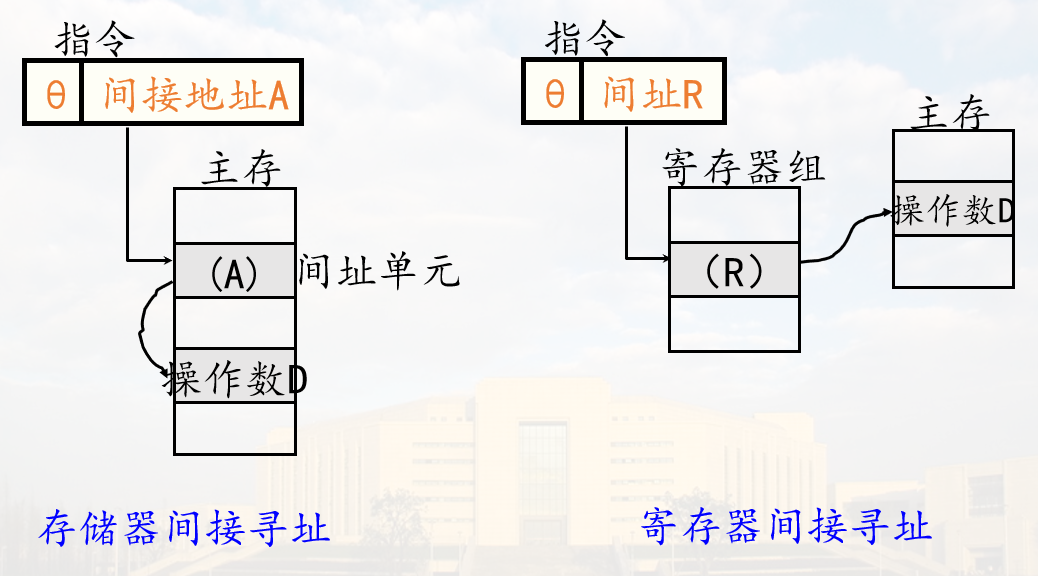 指令
θ 间接地址A
主存
(A)
间址单元
操作数D
存储器间接寻址
指令
θ 间址R
寄存器组
(R)
主存
操作数D
寄存器间接寻址